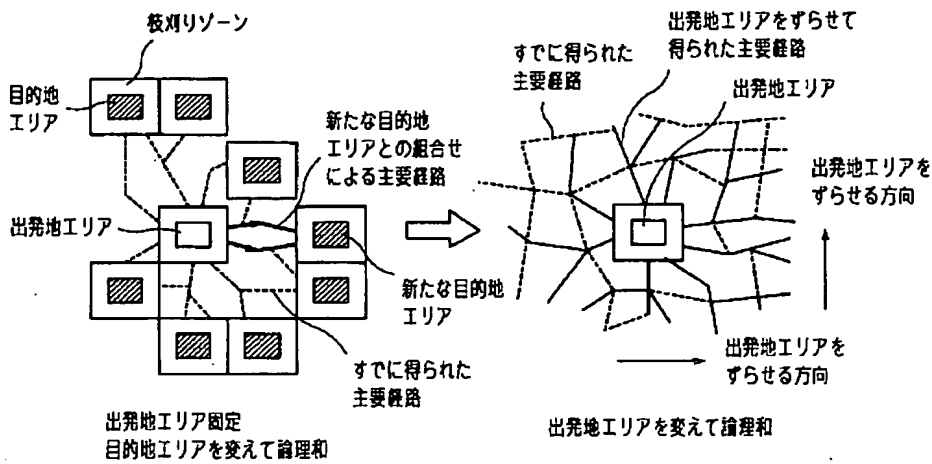 枝刈りゾーン
目的地
エリア
新たな目的地
エリアとの組合せ
による主要経路
出発地エリア
新たな目的地
エリア
すでに得られた
主要経路
出発地エリア固定
目的地エリアを変えて論理和
出発地エリアをずらせて
得られた主要経路
すでに得られた
主要経路
出発地エリア
出発地エリアを
ずらせる方向
出発地エリアを
ずらせる方向
出発地エリアを変えて論理和